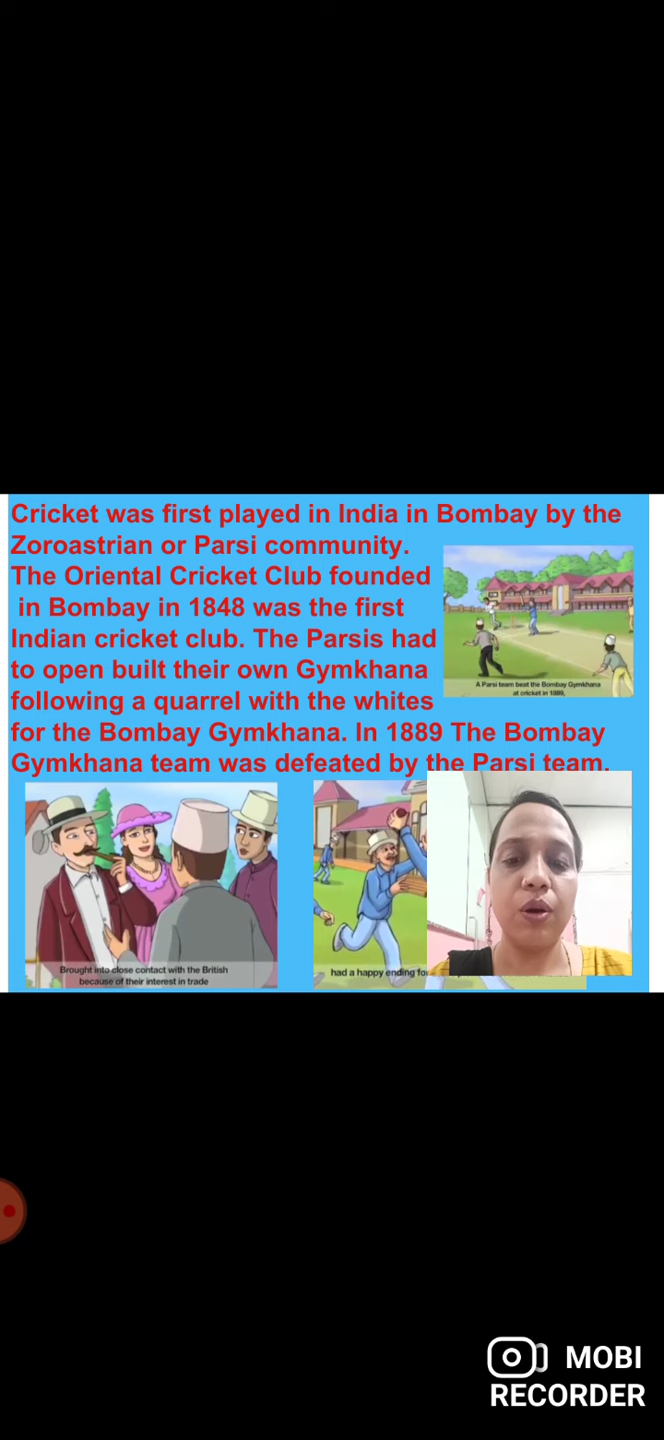 Cricket was first played in India in Bombay by the
Zoroastrian or Parsi community.
The Oriental Cricket Club founded
in Bombay in 1848 was the first
Indian cricket club. The Parsis had
to open built their own Gymkhana
following a quarrel with the whites
for the Bombay Gymkhana. In 1889 The Bombay
Gymkhana team was defeated by the Parsi team.
A Parsi team beat the Bombay Gymkhana
at cricket in 1889,
Brought into close contact with the British
because of their interest in trade
had a happy ending for
MOBI
RECORDER